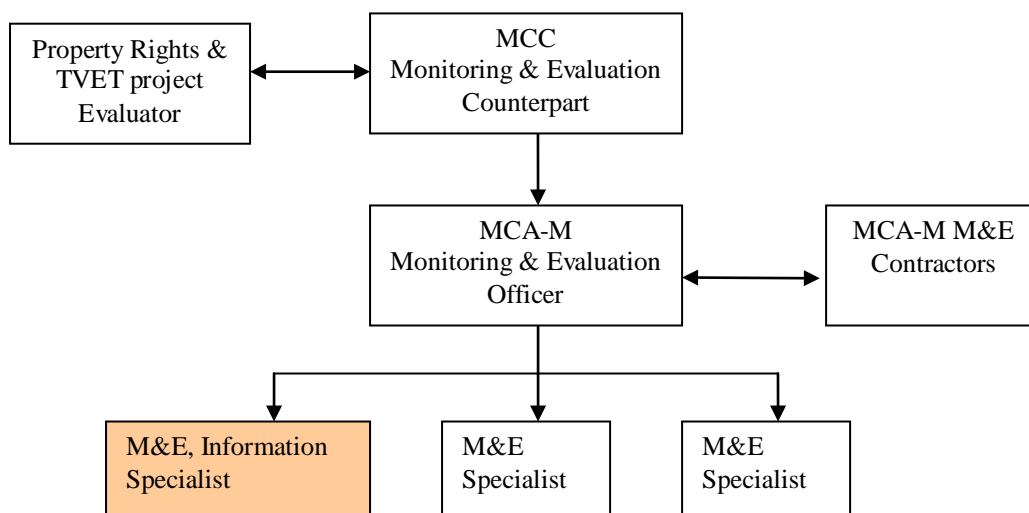 Property Rights &
TVET project
Evaluator
MCC
Monitoring & Evaluation
Counterpart
MCA-M
Monitoring & Evaluation
Officer
MCA-M M&E
Contractors
M&E, Information
Specialist
M&E
Specialist
M&E
Specialist